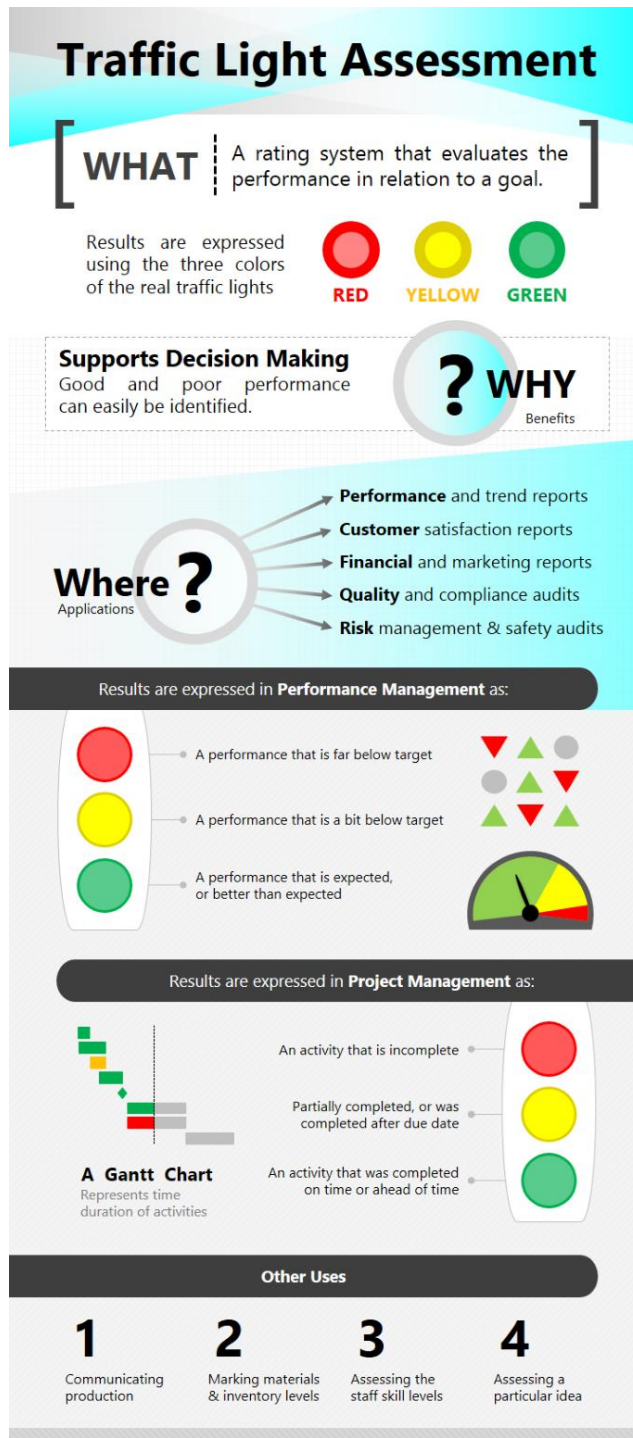 Traffic Light Assessment
WHAT
A rating system that evaluates the
performance in relation to a goal.
Results are expressed
using the three colors
of the real traffic lights
RED YELLOW GREEN
Supports Decision Making
Good and poor performance
can easily be identified.
? WHY
Benefits
Where ?
Applications
Performance and trend reports
Customer satisfaction reports
Financial and marketing reports
Quality and compliance audits
Risk management & safety audits
Results are expressed in Performance Management as:
A performance that is far below target
A performance that is a bit below target
A performance that is expected,
or better than expected
Results are expressed in Project Management as:
A Gantt Chart
Represents time
duration of activities
An activity that is incomplete
Partially completed, or was
completed after due date
An activity that was completed
on time or ahead of time
Other Uses
1
Communicating
production
2
Marking materials
& inventory levels
3
Assessing the
staff skill levels
4
Assessing a
particular idea